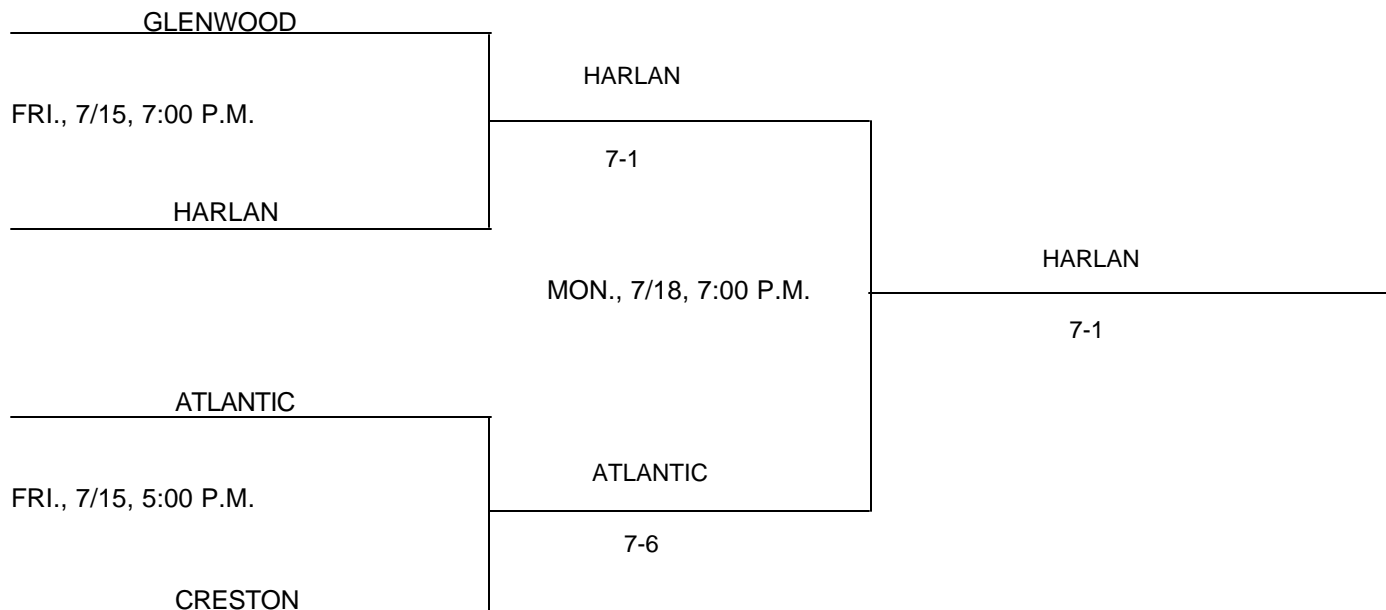 GLENWOOD
HARLAN
FRI., 7/15, 7:00 P.M.
7-1
HARLAN
HARLAN
MON., 7/18, 7:00 P.M.
7-1
ATLANTIC
ATLANTIC
FRI., 7/15, 5:00 P.M.
7-6
CRESTON